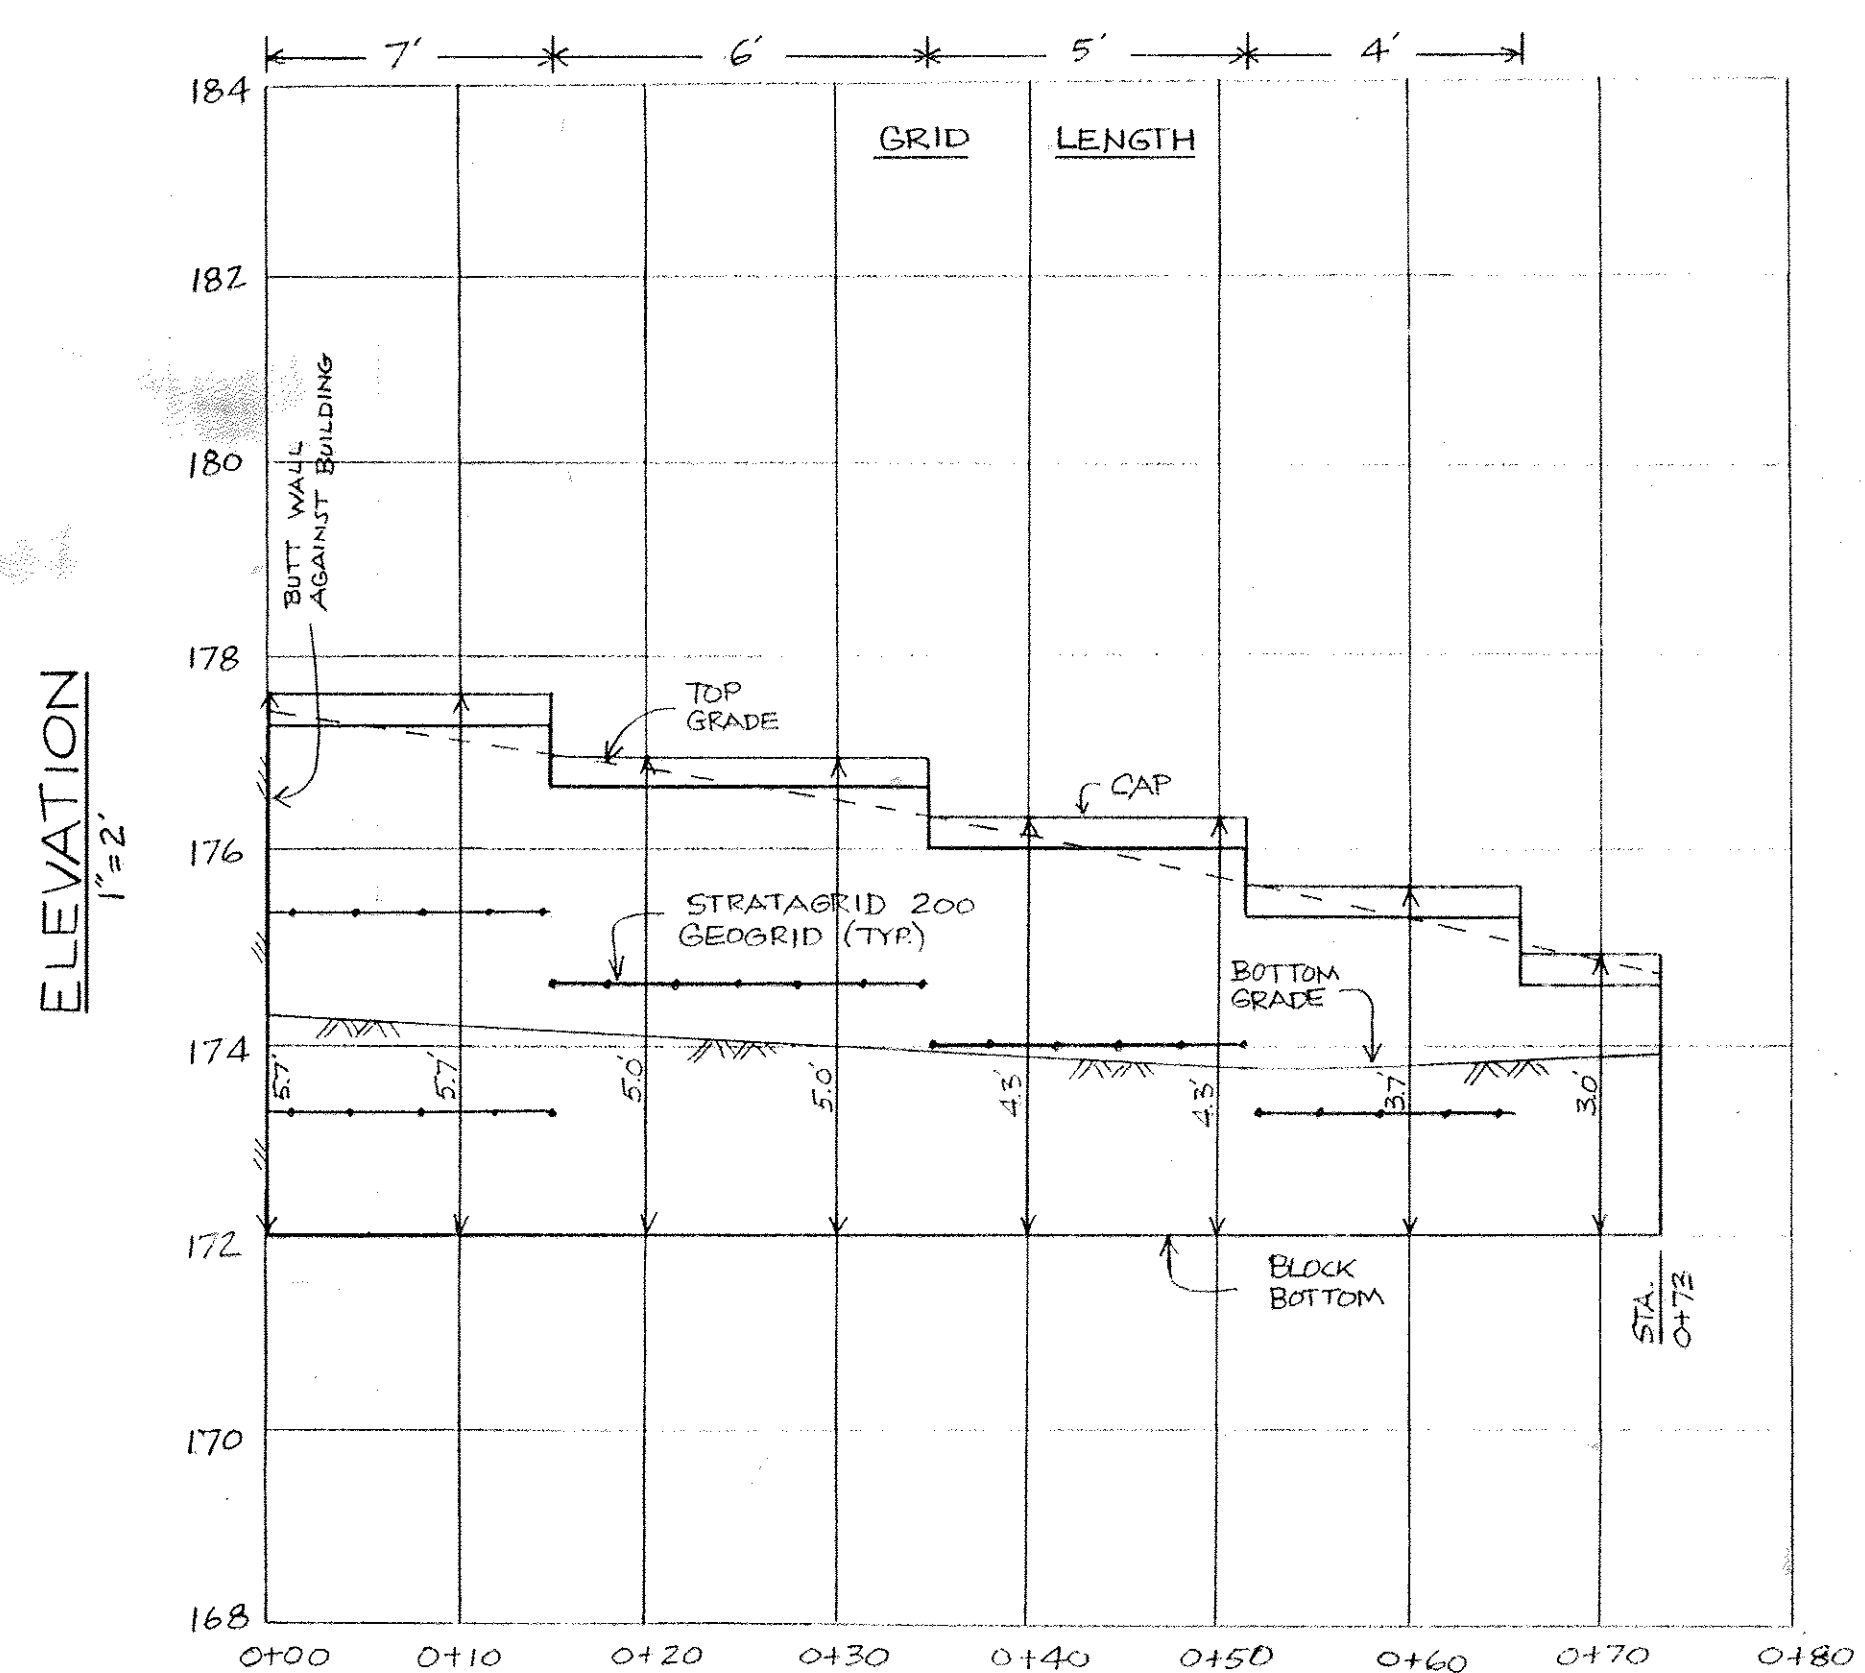 7' 6' 5' 4'
184
GRID LENGTH
182
180
BUTT WALL
AGAINST BUILDING
178
ELEVATION
1"=2'
TOP
GRADE
CAP
176
STRATAGRID 200
GEOGRID (TYP.)
BOTTOM
GRADE
174
5.7' 5.7' 5.0' 5.0' 4.3' 4.3' 3.7' 3.0'
172
BLOCK
BOTTOM
STA.
0+73
170
168
0+00 0+10 0+20 0+30 0+40 0+50 0+60 0+70 0+80